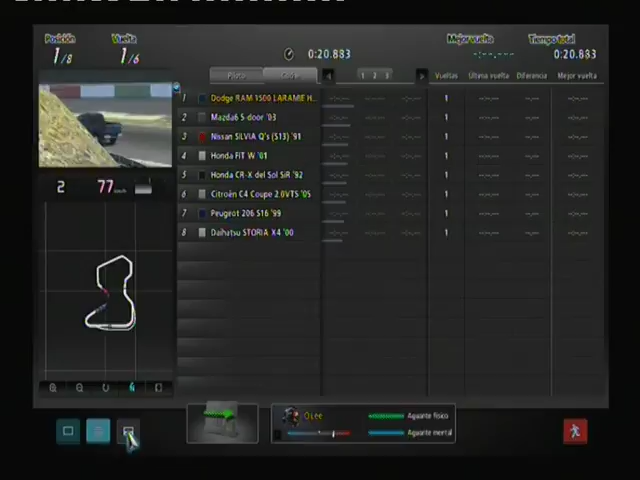 Posición
Vuelta
Mejor vuelta
Tiempo total
1/8
1/6
0:20.883
-:--.---
0:20.883
Piloto
Coche
1 2 3
Vueltas
Última vuelta
Diferencia
Mejor vuelta
1 Dodge RAM 1500 LARAMIE H... 1
2 Mazda6 5-door '03 1
3 Nissan SILVIA Q's (S13) '91 1
4 Honda FIT W '01 1
5 Honda CR-X del Sol SiR '92 1
6 Citroën C4 Coupe 2.0VTS '05 1
7 Peugeot 206 S16 '99 1
8 Daihatsu STORIA X4 '00 1
2
77 km/h
Aguante físico
Aguante mental